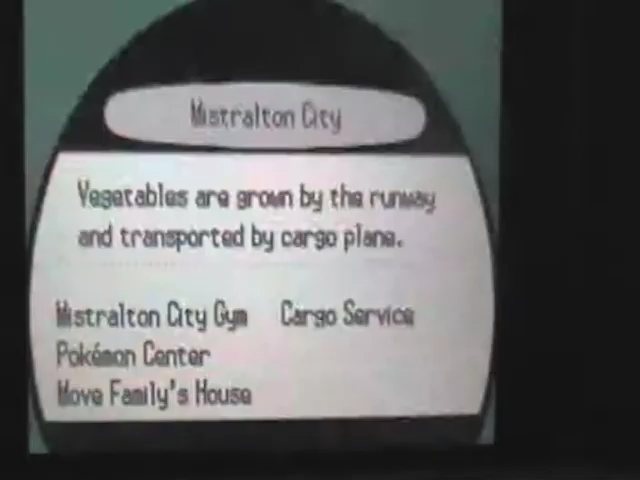 Mistralton City
Vegetables are grown by the runway
and transported by cargo plane.
Mistralton City Gym Cargo Service
Pokémon Center
Move Family's House